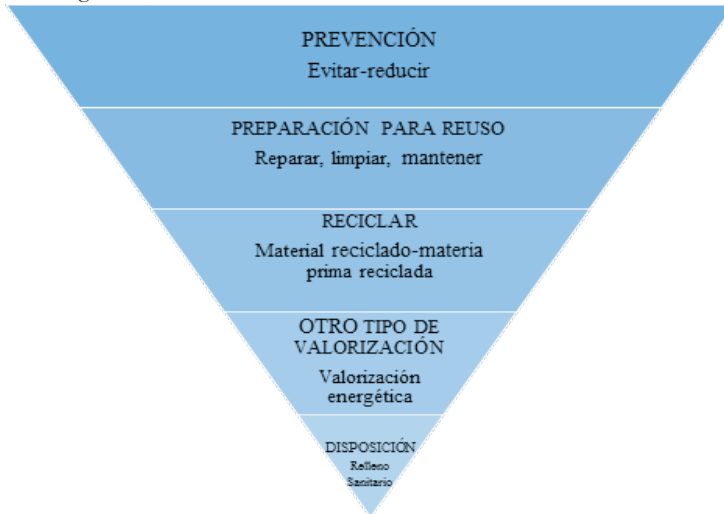 PREVENCIÓN
Evitar-reducir
PREPARACIÓN PARA REUSO
Reparar, limpiar, mantener
RECICLAR
Material reciclado-materia
prima reciclada
OTRO TIPO DE
VALORIZACIÓN
Valorización
energética
DISPOSICIÓN
Relleno
Sanitario